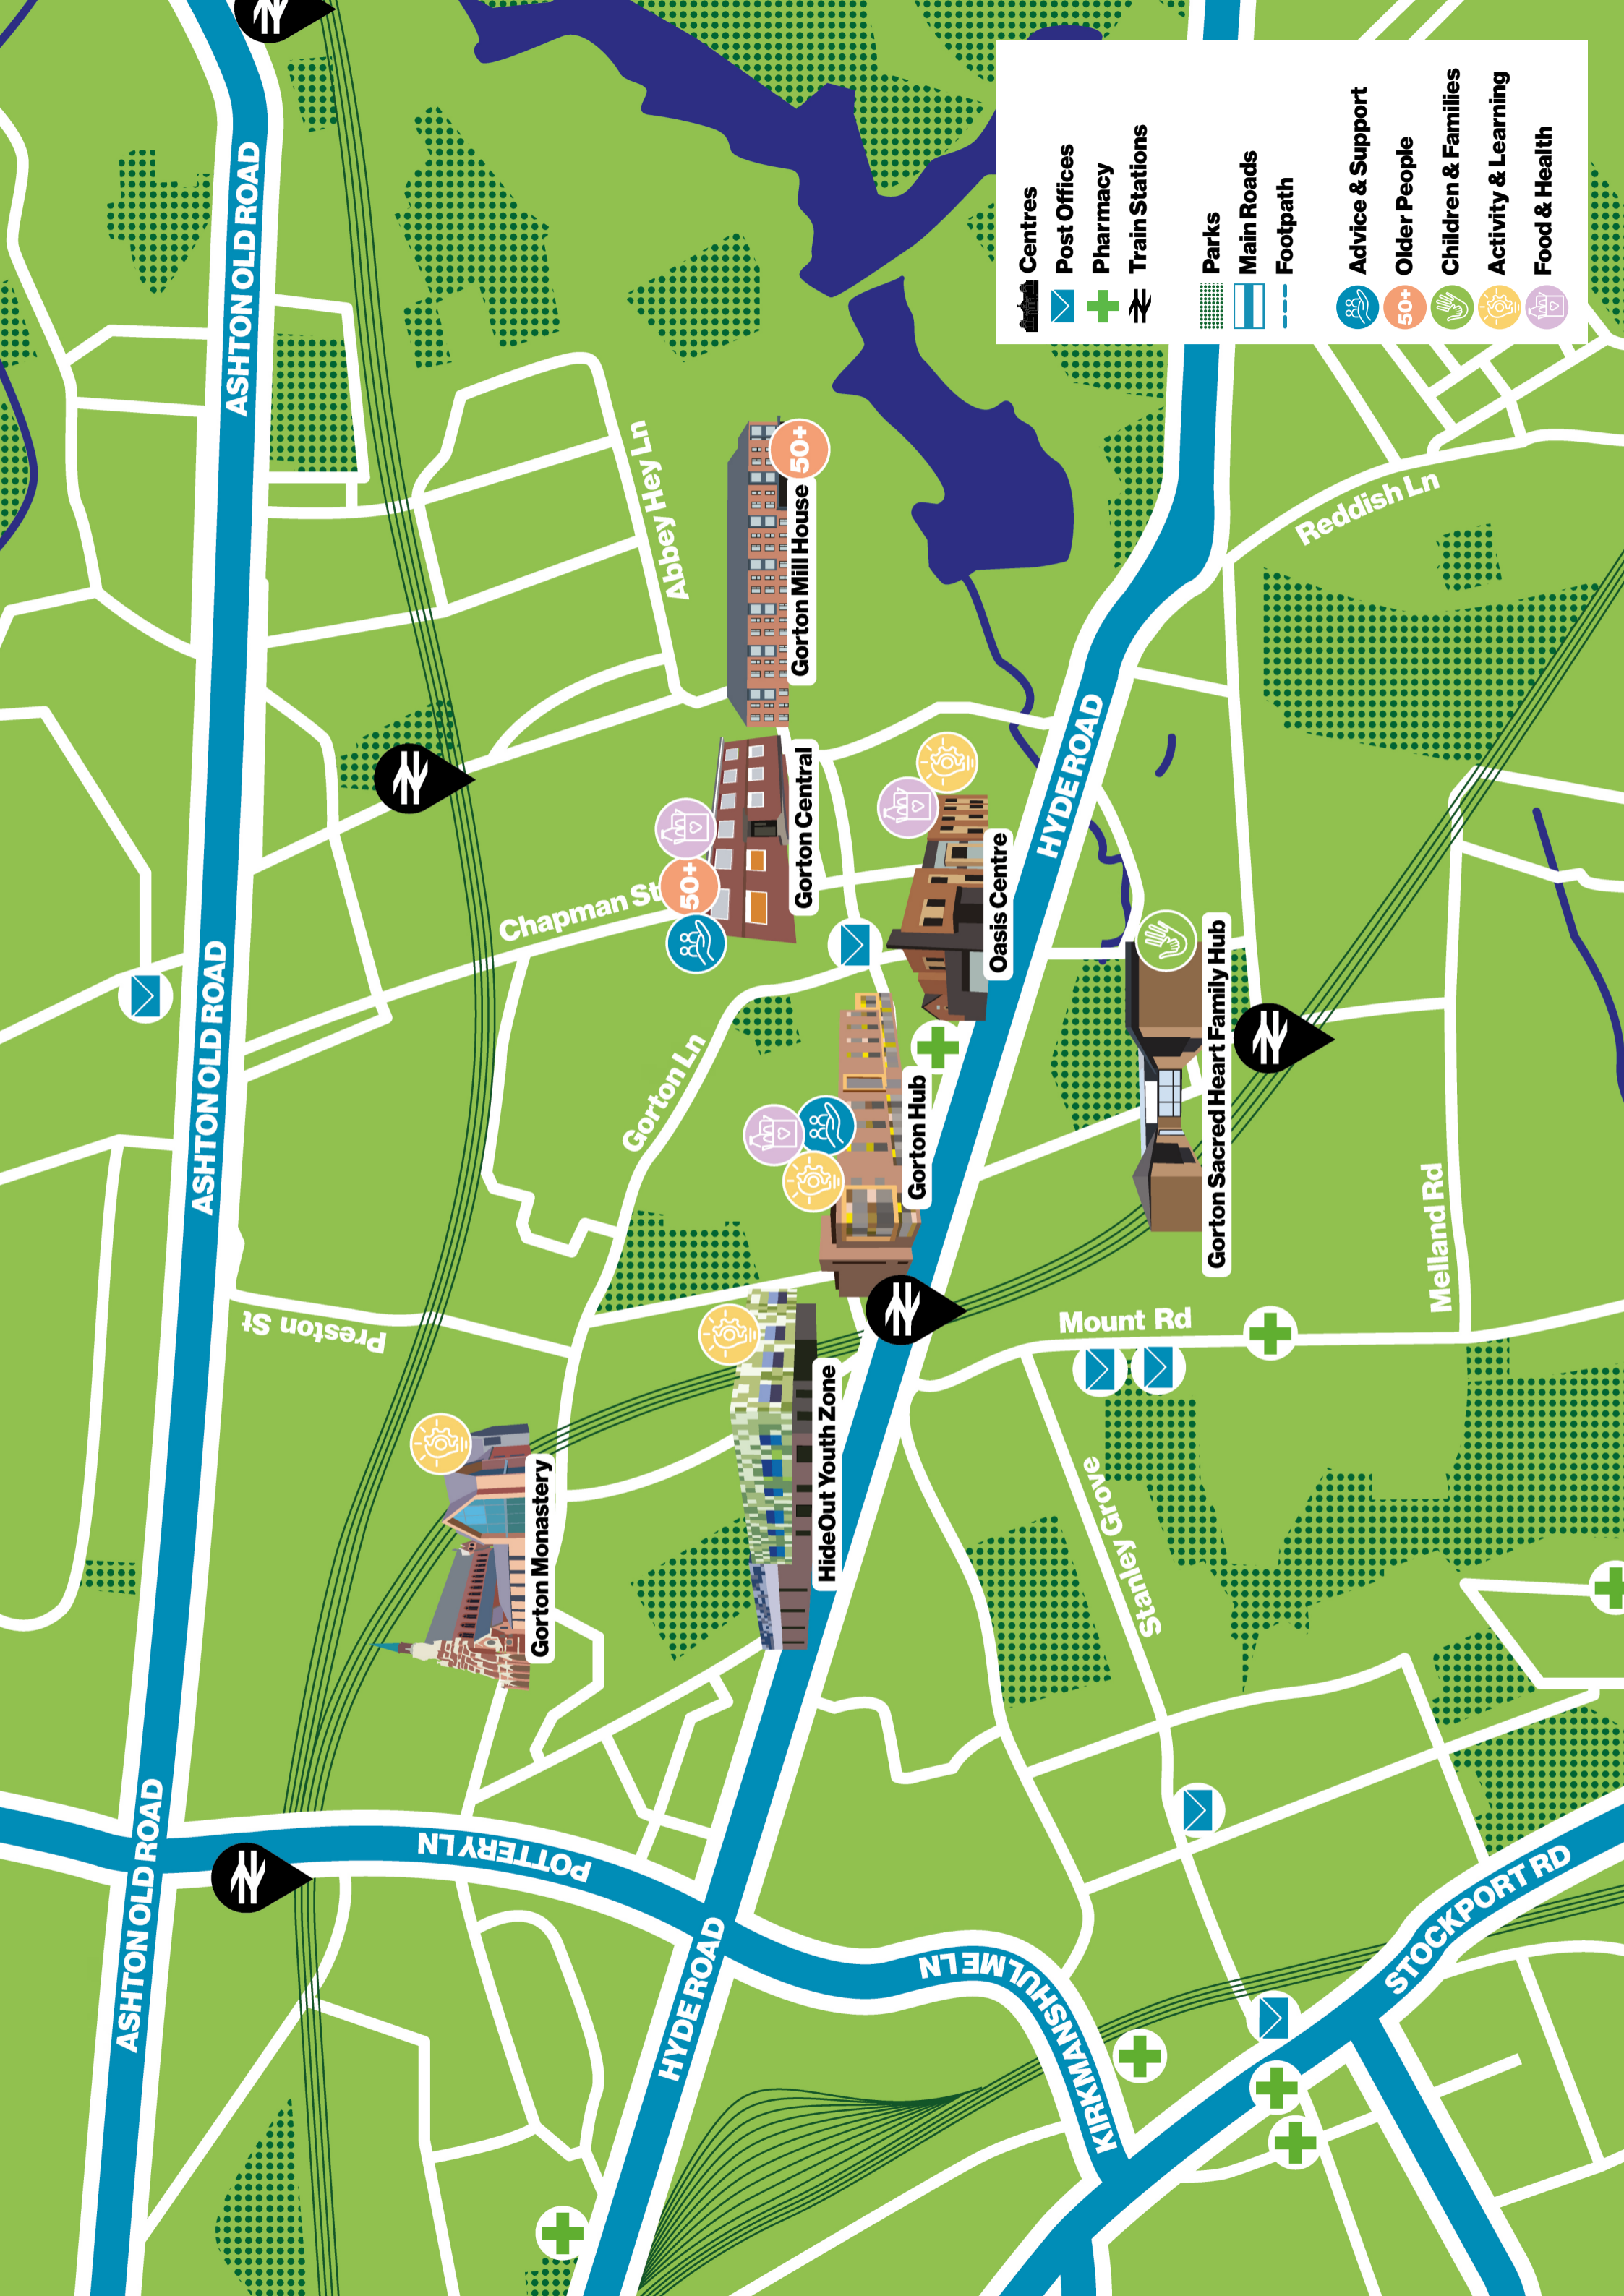 ASHTON OLD ROAD
ASHTON OLD ROAD
ASHTON OLD ROAD
ASHTON OLD ROAD
Preston St
POTTERY LN
Gorton Monastery
Chapman St
Abbey Hey Ln
Gorton Ln
50+
Gorton Central
Gorton Mill House
50+
HideOut Youth Zone
Gorton Hub
Oasis Centre
HYDE ROAD
HYDE ROAD
KIRKMANSHULME LN
Mount Rd
Stanley Grove
Gorton Sacred Heart Family Hub
Reddish Ln
Melland Rd
STOCKPORT RD
Centres
Post Offices
Pharmacy
Train Stations
Parks
Main Roads
Footpath
Advice & Support
50+ Older People
Children & Families
Activity & Learning
Food & Health